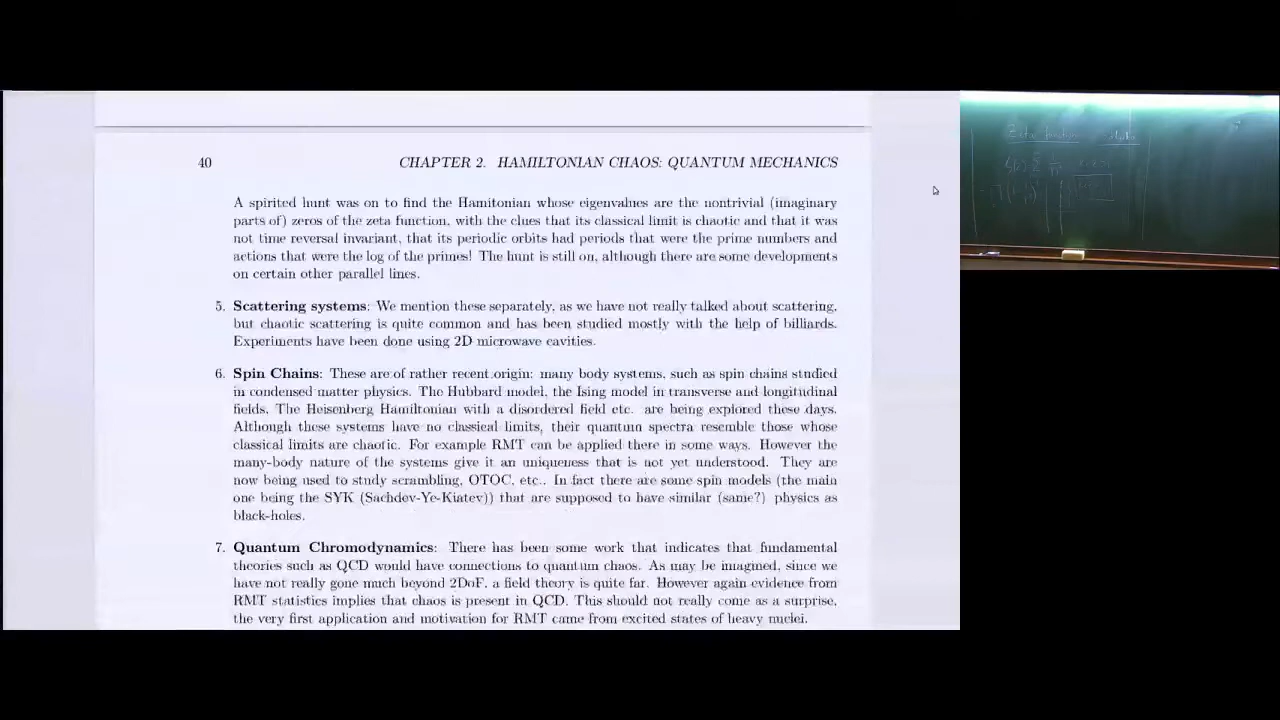 40 CHAPTER 2. HAMILTONIAN CHAOS: QUANTUM MECHANICS
A spirited hunt was on to find the Hamitonian whose eigenvalues are the nontrivial (imaginary
parts of) zeros of the zeta function, with the clues that its classical limit is chaotic and that it was
not time reversal invariant, that its periodic orbits had periods that were the prime numbers and
actions that were the log of the primes! The hunt is still on, although there are some developments
on certain other parallel lines.
5. Scattering systems: We mention these separately, as we have not really talked about scattering,
but chaotic scattering is quite common and has been studied mostly with the help of billiards.
Experiments have been done using 2D microwave cavities.
6. Spin Chains: These are of rather recent origin: many body systems, such as spin chains studied
in condensed matter physics. The Hubbard model, the Ising model in transverse and longitudinal
fields, The Heisenberg Hamiltonian with a disordered field etc. are being explored these days.
Although these systems have no classical limits, their quantum spectra resemble those whose
classical limits are chaotic. For example RMT can be applied there in some ways. However the
many-body nature of the systems give it an uniqueness that is not yet understood. They are
now being used to study scrambling, OTOC, etc.. In fact there are some spin models (the main
one being the SYK (Sachdev-Ye-Kiatev)) that are supposed to have similar (same?) physics as
black-holes.
7. Quantum Chromodynamics: There has been some work that indicates that fundamental
theories such as QCD would have connections to quantum chaos. As may be imagined, since we
have not really gone much beyond 2DoF, a field theory is quite far. However again evidence from
RMT statistics implies that chaos is present in QCD. This should not really come as a surprise,
the very first application and motivation for RMT came from excited states of heavy nuclei.
Zeta function